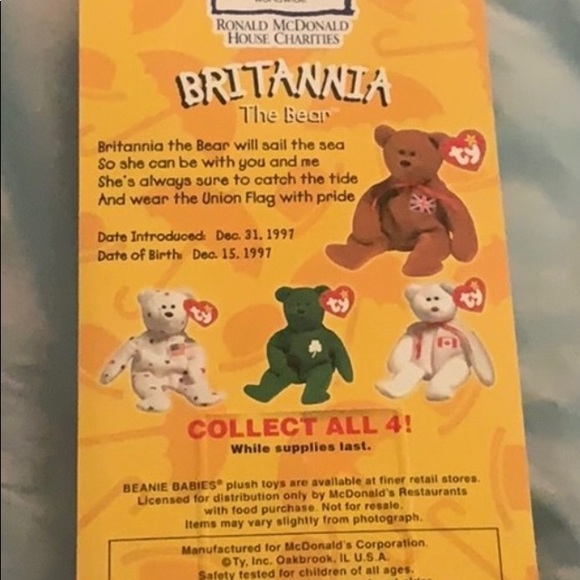 WORLDWIDE
RONALD MCDONALD
HOUSE CHARITIES
BRITANNIA
The Bear™
Britannia the Bear will sail the sea
So she can be with you and me
She's always sure to catch the tide
And wear the Union Flag with pride
Date Introduced: Dec. 31, 1997
Date of Birth: Dec. 15, 1997
ty
ty
ty
ty
COLLECT ALL 4!
While supplies last.
BEANIE BABIES® plush toys are available at finer retail stores.
Licensed for distribution only by McDonald's Restaurants
with food purchase. Not for resale.
Items may vary slightly from photograph.
Manufactured for McDonald's Corporation.
©Ty, Inc. Oakbrook, IL U.S.A.
Safety tested for children of all ages.